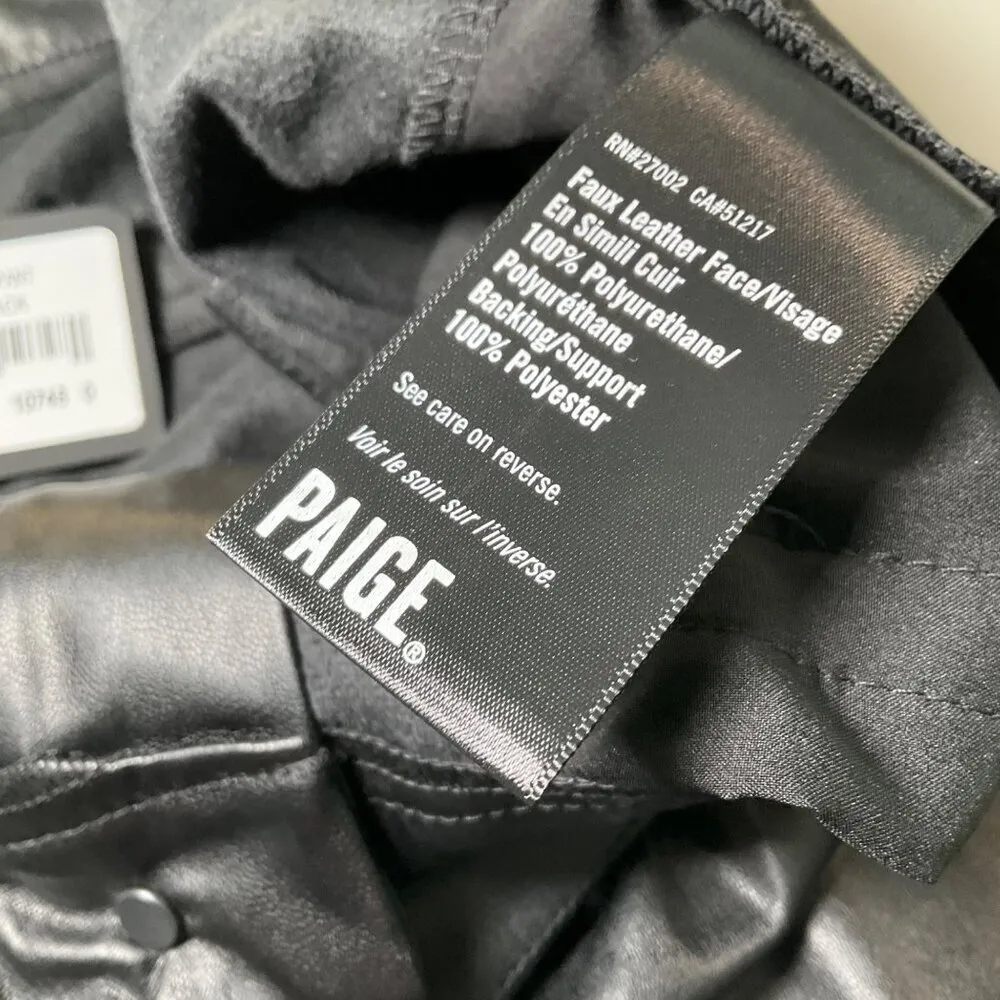 RN#27002 CA#51217
Faux Leather Face/Visage
En Simili Cuir
100% Polyurethane/
Polyuréthane
Backing/Support
100% Polyester
See care on reverse.
Voir le soin sur l'inverse.
PAIGE®